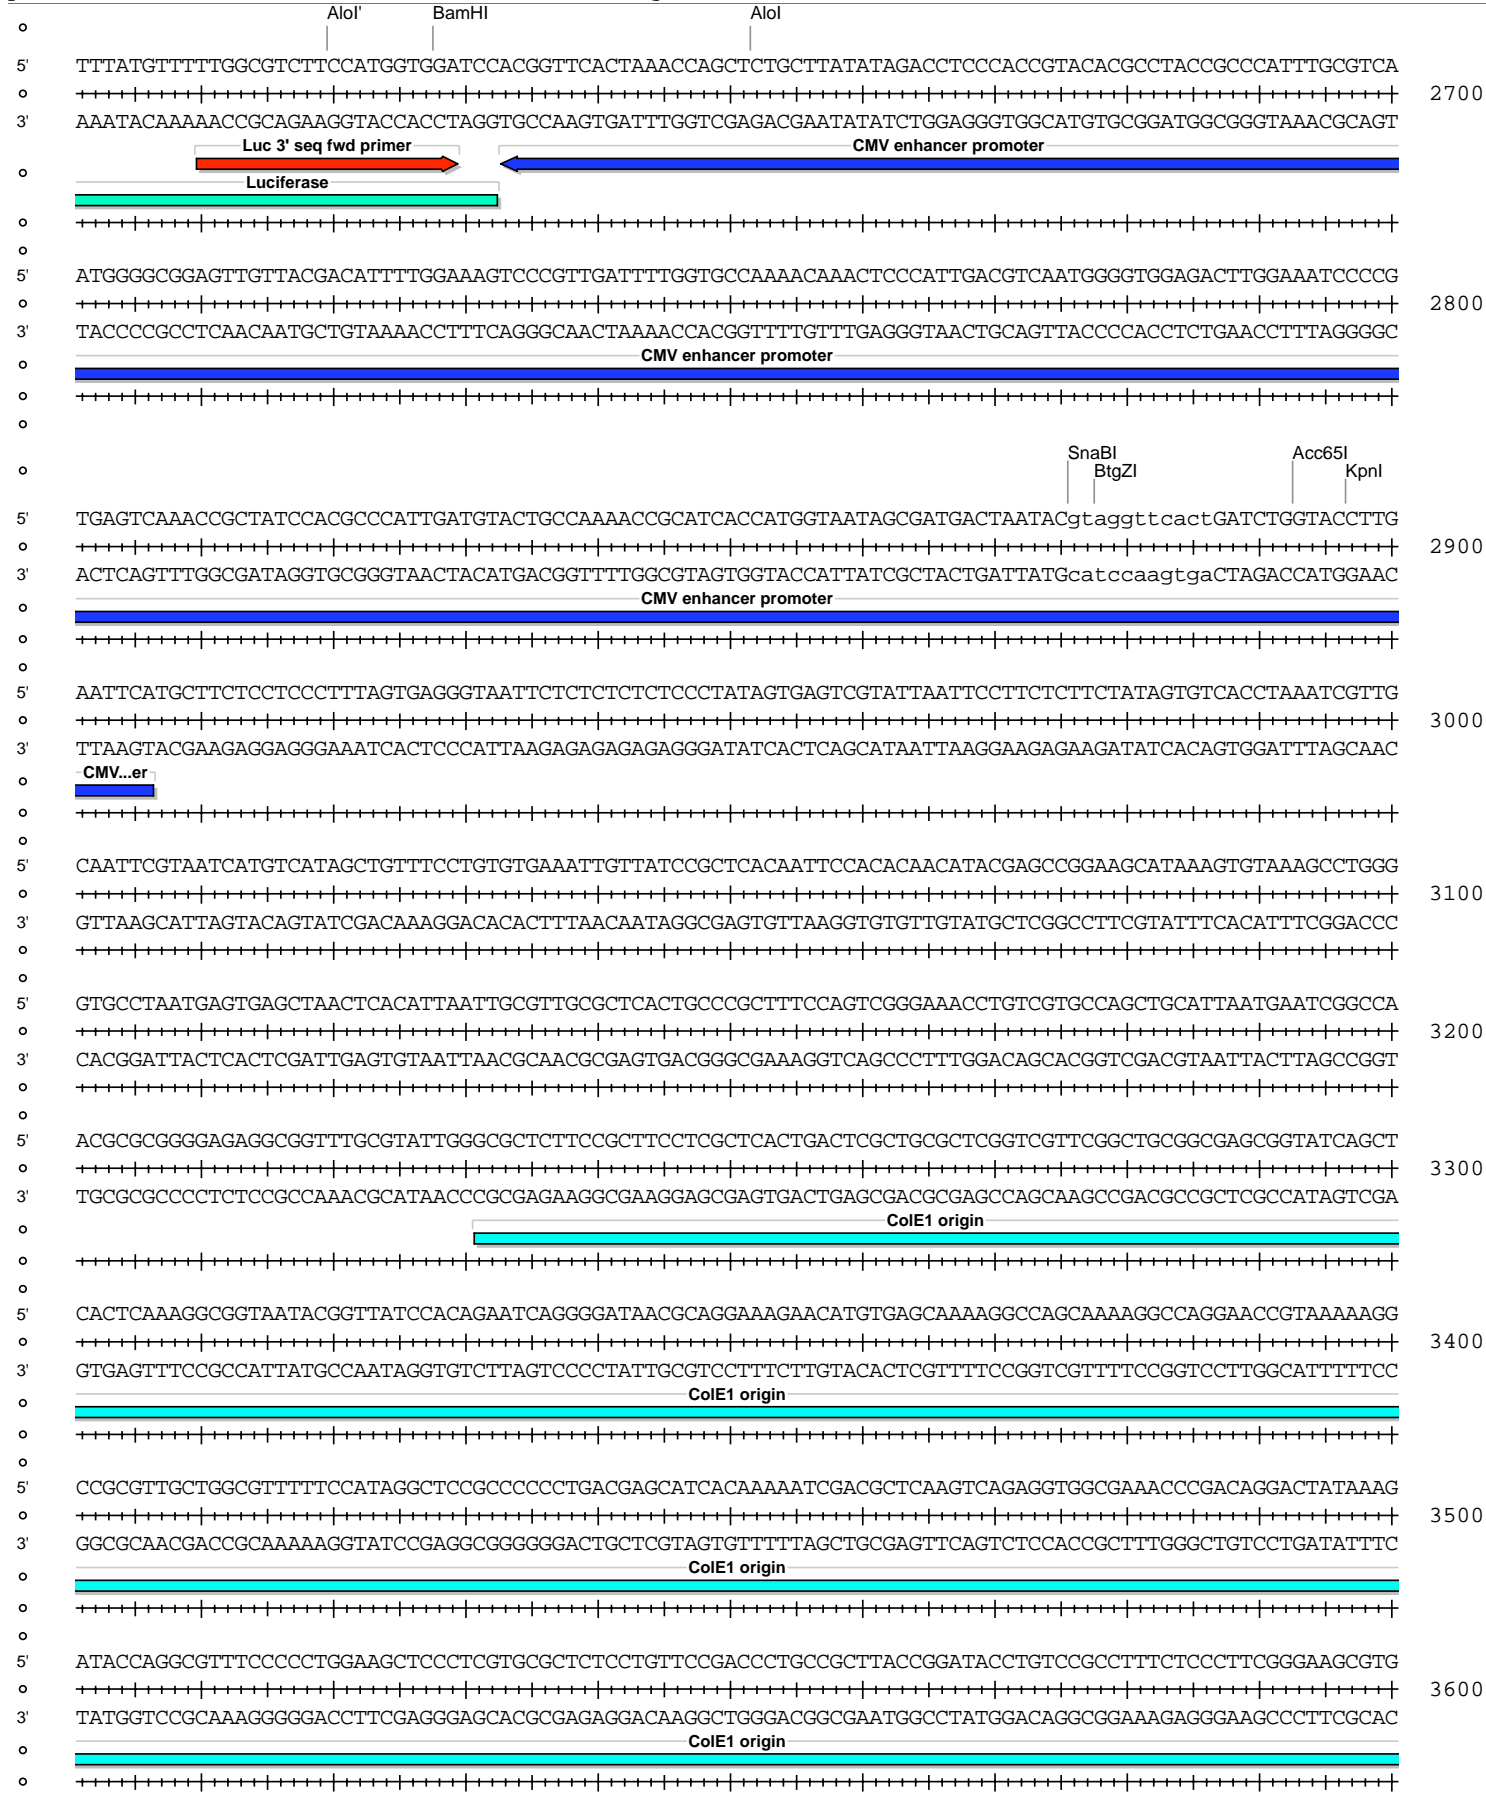 AloI' BamHI AloI
5' TTTATGTTTTTGGCGTCTTCCATGGTGGATCCACGGTTCACTAAACCAGCTCTGCTTATATAGACCTCCCACCGTACACGCCTACCGCCCATTTGCGTCA
2700
3' AAATACAAAAACCGCAGAAGGTACCACCTAGGTGCCAAGTGATTTGGTCGAGACGAATATATCTGGAGGGTGGCATGTGCGGATGGCGGGTAAACGCAGT
Luc 3' seq fwd primer CMV enhancer promoter
Luciferase
5' ATGGGGCGGAGTTGTTACGACATTTTGGAAAGTCCCGTTGATTTTGGTGCCAAAACAAACTCCCATTGACGTCAATGGGGTGGAGACTTGGAAATCCCCG
2800
3' TACCCCGCCTCAACAATGCTGTAAAACCTTTCAGGGCAACTAAAACCACGGTTTTGTTTGAGGGTAACTGCAGTTACCCCACCTCTGAACCTTTAGGGGC
CMV enhancer promoter
SnaBI Acc65I
BtgZI KpnI
5' TGAGTCAAACCGCTATCCACGCCCATTGATGTACTGCCAAAACCGCATCACCATGGTAATAGCGATGACTAATACgtaggttcactGATCTGGTACCTTG
2900
3' ACTCAGTTTGGCGATAGGTGCGGGTAACTACATGACGGTTTTGGCGTAGTGGTACCATTATCGCTACTGATTATGcatccaagtgaCTAGACCATGGAAC
CMV enhancer promoter
5' AATTCATGCTTCTCCTCCCTTTAGTGAGGGTAATTCTCTCTCTCTCCCTATAGTGAGTCGTATTAATTCCTTCTCTTCTATAGTGTCACCTAAATCGTTG
3000
3' TTAAGTACGAAGAGGAGGGAAATCACTCCCATTAAGAGAGAGAGAGGGATATCACTCAGCATAATTAAGGAAGAGAAGATATCACAGTGGATTTAGCAAC
CMV...er
5' CAATTCGTAATCATGTCATAGCTGTTTCCTGTGTGAAATTGTTATCCGCTCACAATTCCACACAACATACGAGCCGGAAGCATAAAGTGTAAAGCCTGGG
3100
3' GTTAAGCATTAGTACAGTATCGACAAAGGACACACTTTAACAATAGGCGAGTGTTAAGGTGTGTTGTATGCTCGGCCTTCGTATTTCACATTTCGGACCC
5' GTGCCTAATGAGTGAGCTAACTCACATTAATTGCGTTGCGCTCACTGCCCGCTTTCCAGTCGGGAAACCTGTCGTGCCAGCTGCATTAATGAATCGGCCA
3200
3' CACGGATTACTCACTCGATTGAGTGTAATTAACGCAACGCGAGTGACGGGCGAAAGGTCAGCCCTTTGGACAGCACGGTCGACGTAATTACTTAGCCGGT
5' ACGCGCGGGGAGAGGCGGTTTGCGTATTGGGCGCTCTTCCGCTTCCTCGCTCACTGACTCGCTGCGCTCGGTCGTTCGGCTGCGGCGAGCGGTATCAGCT
3300
3' TGCGCGCCCCTCTCCGCCAAACGCATAACCCGCGAGAAGGCGAAGGAGCGAGTGACTGAGCGACGCGAGCCAGCAAGCCGACGCCGCTCGCCATAGTCGA
ColE1 origin
5' CACTCAAAGGCGGTAATACGGTTATCCACAGAATCAGGGGATAACGCAGGAAAGAACATGTGAGCAAAAGGCCAGCAAAAGGCCAGGAACCGTAAAAAGG
3400
3' GTGAGTTTCCGCCATTATGCCAATAGGTGTCTTAGTCCCCTATTGCGTCCTTTCTTGTACACTCGTTTTCCGGTCGTTTTCCGGTCCTTGGCATTTTTCC
ColE1 origin
5' CCGCGTTGCTGGCGTTTTTCCATAGGCTCCGCCCCCCTGACGAGCATCACAAAAATCGACGCTCAAGTCAGAGGTGGCGAAACCCGACAGGACTATAAAG
3500
3' GGCGCAACGACCGCAAAAAGGTATCCGAGGCGGGGGGACTGCTCGTAGTGTTTTTAGCTGCGAGTTCAGTCTCCACCGCTTTGGGCTGTCCTGATATTTC
ColE1 origin
5' ATACCAGGCGTTTCCCCCTGGAAGCTCCCTCGTGCGCTCTCCTGTTCCGACCCTGCCGCTTACCGGATACCTGTCCGCCTTTCTCCCTTCGGGAAGCGTG
3600
3' TATGGTCCGCAAAGGGGGACCTTCGAGGGAGCACGCGAGAGGACAAGGCTGGGACGGCGAATGGCCTATGGACAGGCGGAAAGAGGGAAGCCCTTCGCAC
ColE1 origin